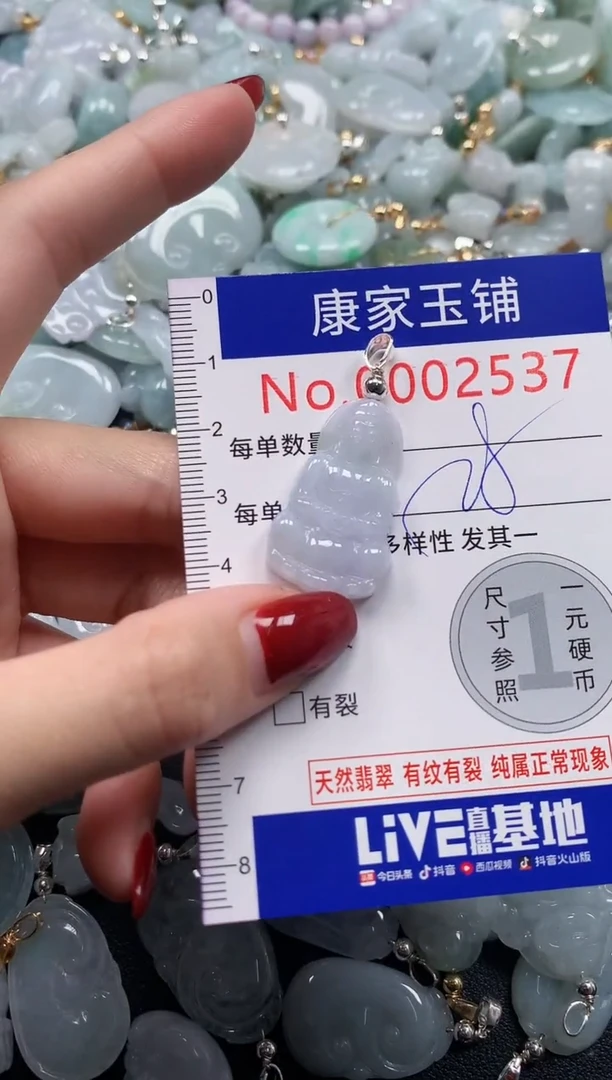 0
康家玉铺
1
No.0002537
2
每单数量
28
3
每单
多样性 发其一
4
尺寸参照
1
一元硬币
有裂
7
天然翡翠 有纹有裂 纯属正常现象
LiVE直播基地
8
今日头条 抖音 西瓜视频 抖音火山版